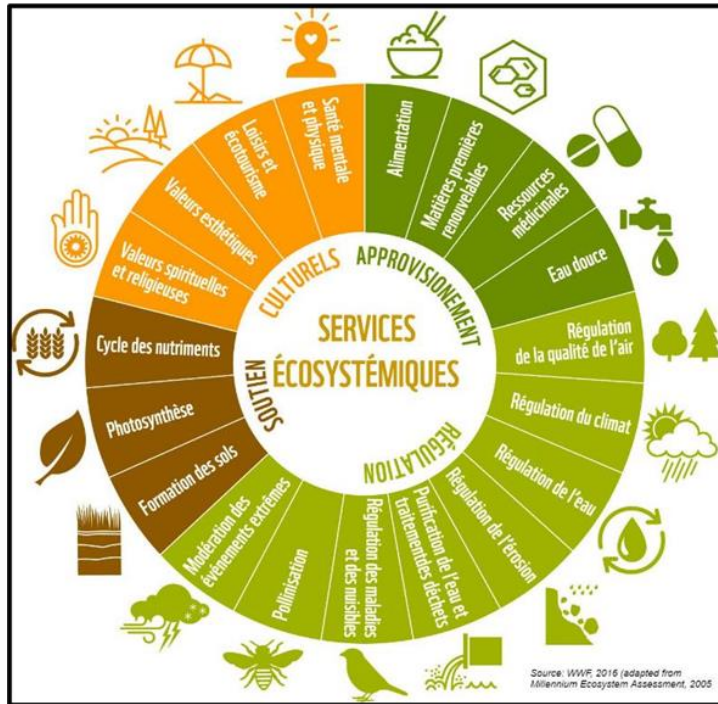 SERVICES
ÉCOSYSTÉMIQUES
CULTURELS
APPROVISIONEMENT
RÉGULATION
SOUTIEN
Alimentation
Matières premières
renouvelables
Ressources
médicinales
Eau douce
Régulation
de la qualité de l'air
Régulation du climat
Régulation de l'eau
Régulation de l'érosion
Purification de l'eau et
traitementdes déchets
Régulation des maladies
et des nuisibles
Pollinisation
Modération des
événements extrêmes
Formation des sols
Photosynthèse
Cycle des nutriments
Valeurs spirituelles
et religieuses
Valeurs esthétiques
Loisirs et
écotourisme
Santé mentale
et physique
Source: WWF, 2016 (adapted from
Millennium Ecosystem Assessment, 2005